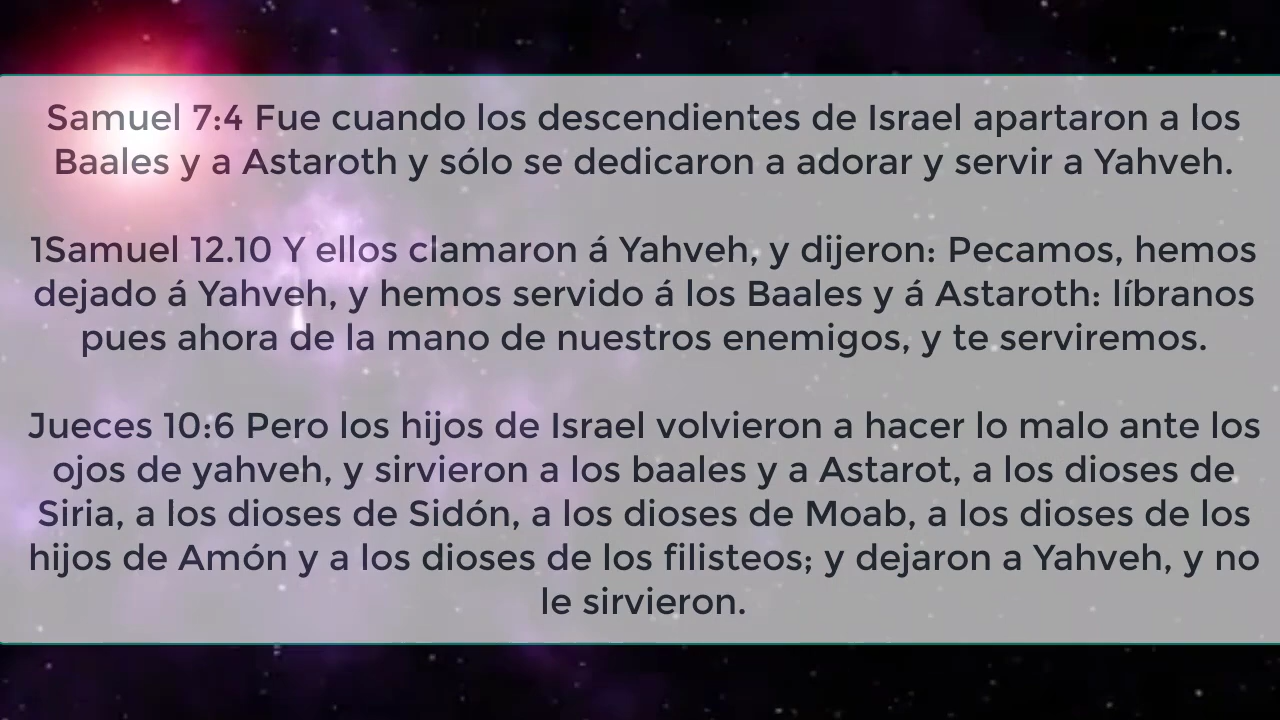 Samuel 7:4 Fue cuando los descendientes de Israel apartaron a los
Baales y a Astaroth y sólo se dedicaron a adorar y servir a Yahveh.
1Samuel 12.10 Y ellos clamaron á Yahveh, y dijeron: Pecamos, hemos
dejado á Yahveh, y hemos servido á los Baales y á Astaroth: líbranos
pues ahora de la mano de nuestros enemigos, y te serviremos.
Jueces 10:6 Pero los hijos de Israel volvieron a hacer lo malo ante los
ojos de yahveh, y sirvieron a los baales y a Astarot, a los dioses de
Siria, a los dioses de Sidón, a los dioses de Moab, a los dioses de los
hijos de Amón y a los dioses de los filisteos; y dejaron a Yahveh, y no
le sirvieron.